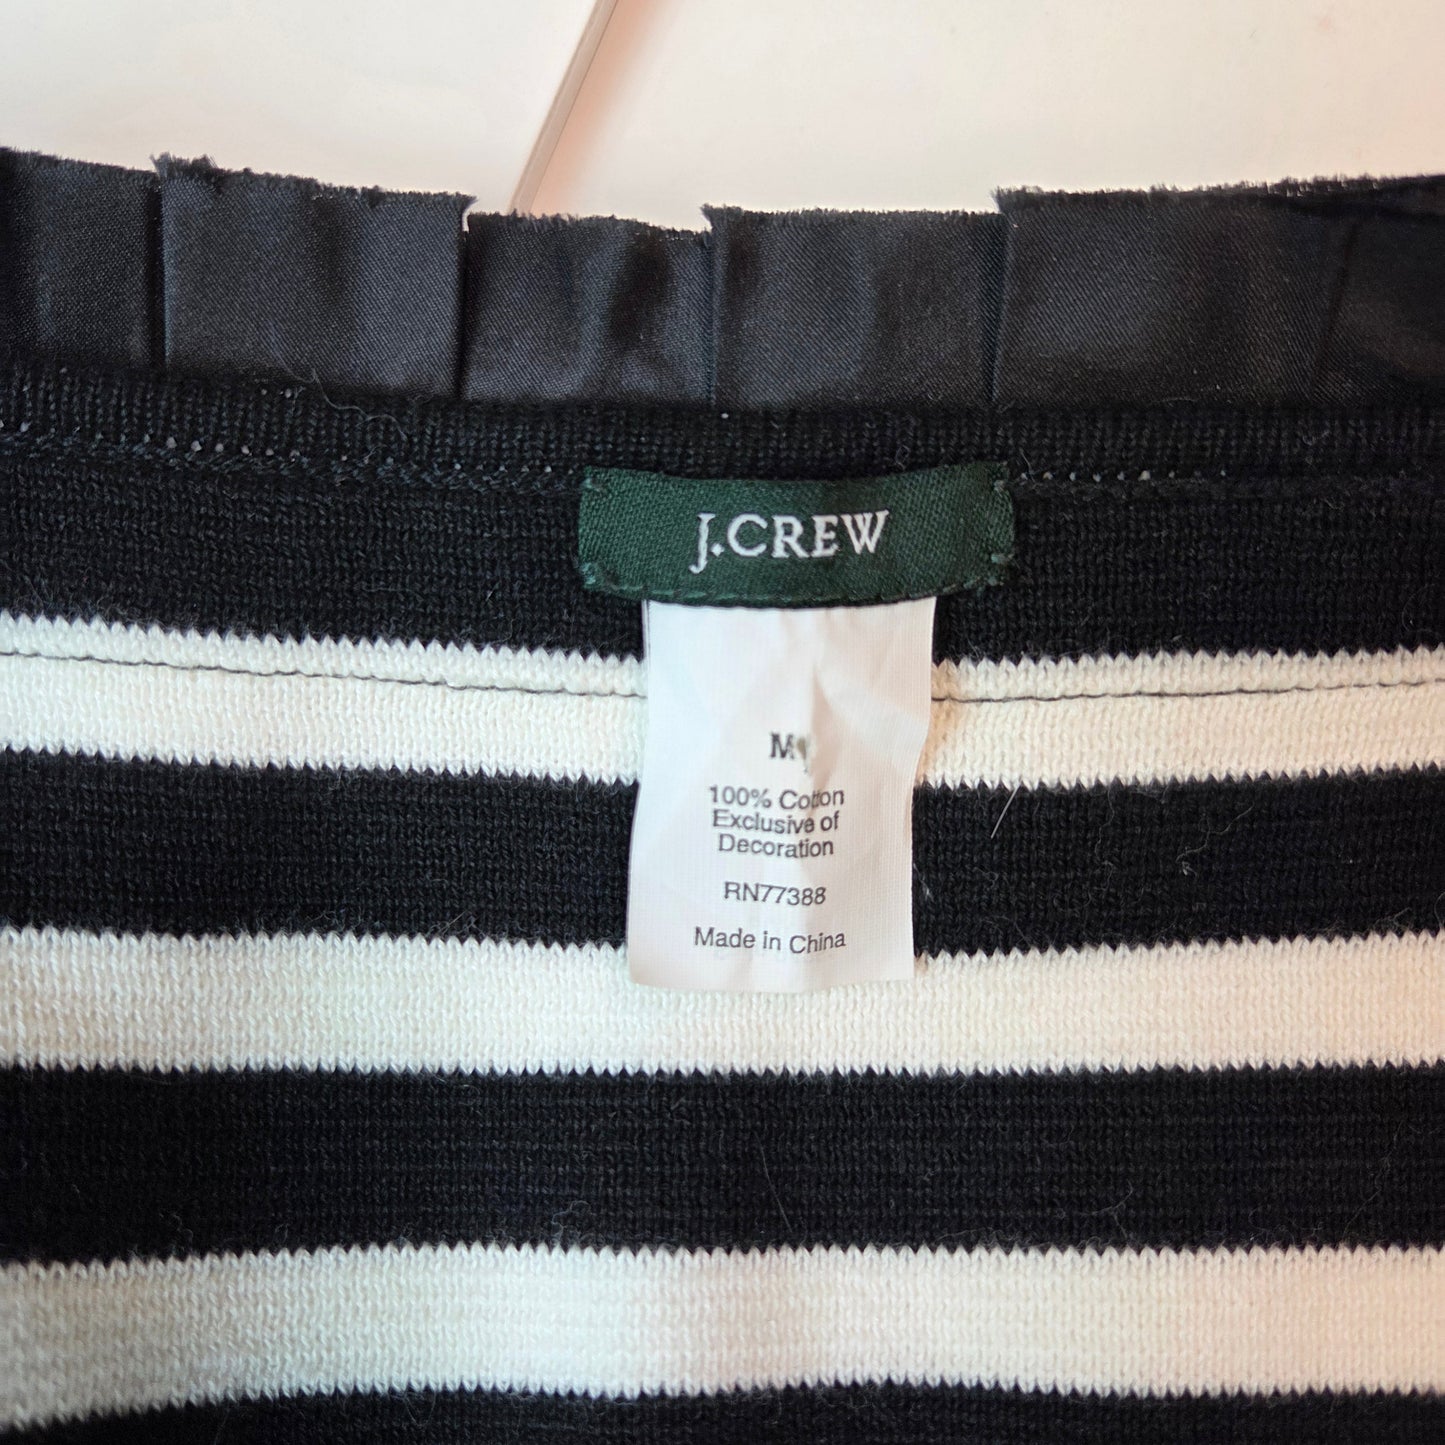 J.CREW
M
100% Cotton
Exclusive of
Decoration
RN77388
Made in China